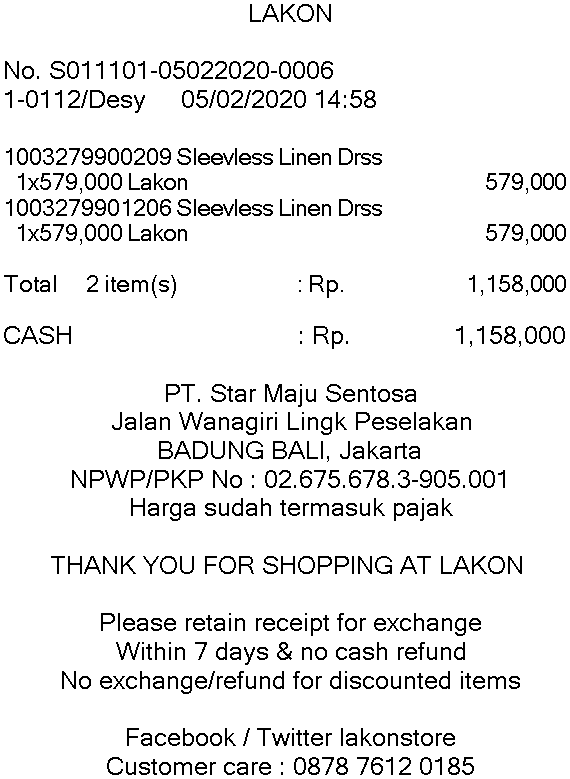 LAKON
No. S011101-05022020-0006
1-0112/Desy 05/02/2020 14:58
1003279900209 Sleevless Linen Drss
1x579,000 Lakon 579,000
1003279901206 Sleevless Linen Drss
1x579,000 Lakon 579,000
Total 2 item(s) : Rp. 1,158,000
CASH : Rp. 1,158,000
PT. Star Maju Sentosa
Jalan Wanagiri Lingk Peselakan
BADUNG BALI, Jakarta
NPWP/PKP No : 02.675.678.3-905.001
Harga sudah termasuk pajak
THANK YOU FOR SHOPPING AT LAKON
Please retain receipt for exchange
Within 7 days & no cash refund
No exchange/refund for discounted items
Facebook / Twitter lakonstore
Customer care : 0878 7612 0185